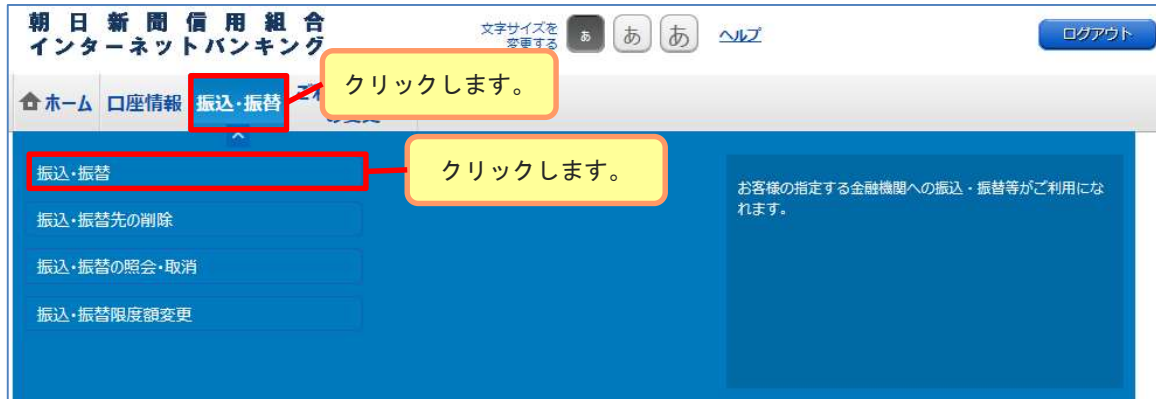 朝日新聞信用組合
インターネットバンキング
文字サイズを
変更する
あ
あ
あ
ヘルプ
ログアウト
クリックします。
ホーム
口座情報
振込・振替
の変更
クリックします。
振込・振替
振込・振替先の削除
振込・振替の照会・取消
振込・振替限度額変更
お客様の指定する金融機関への振込・振替等がご利用にな
れます。